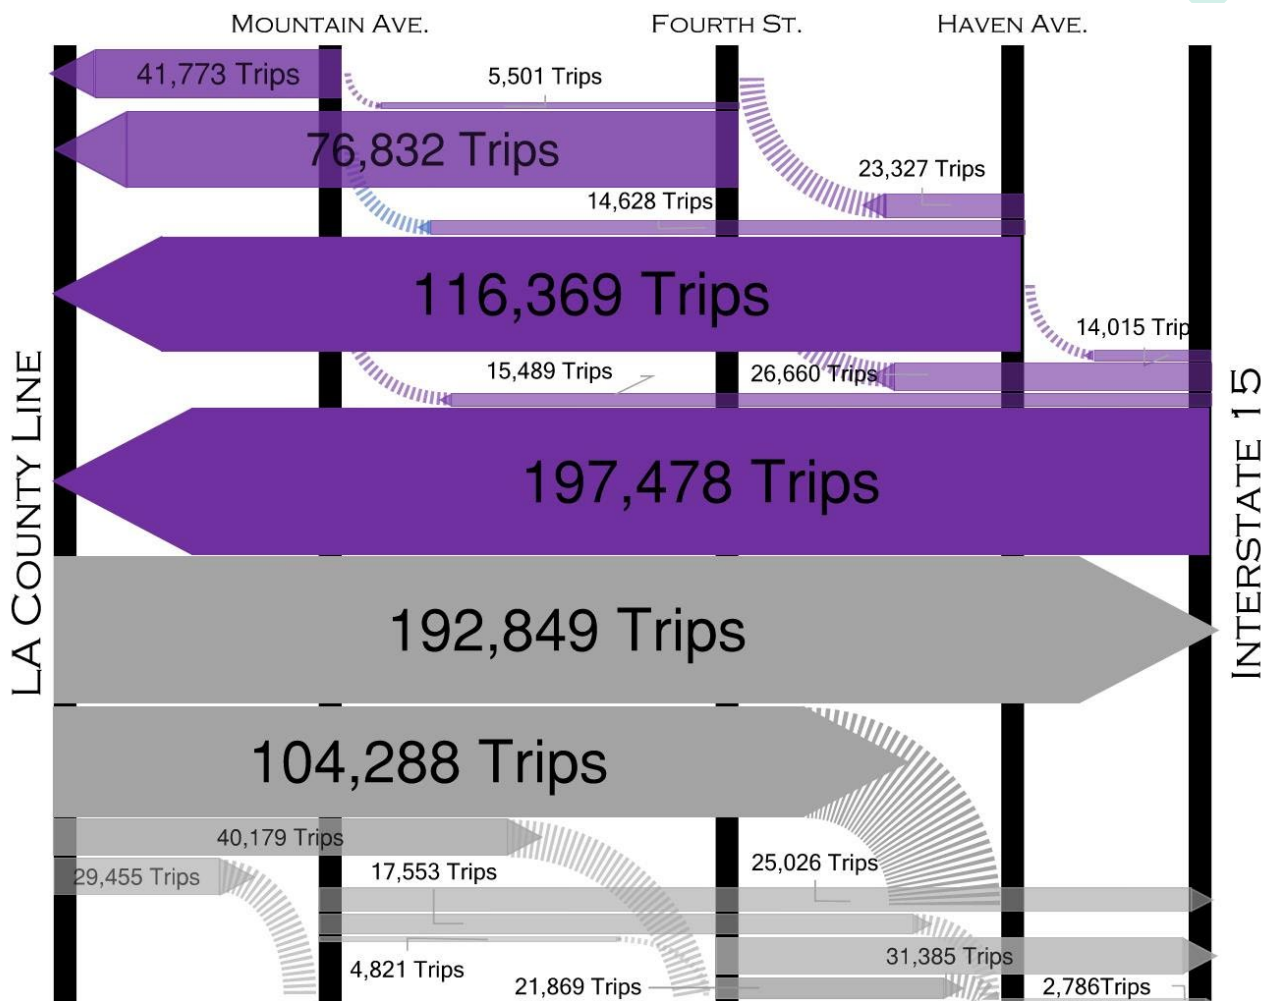 MOUNTAIN AVE.
FOURTH ST.
HAVEN AVE.
41,773 Trips
5,501 Trips
76,832 Trips
23,327 Trips
14,628 Trips
116,369 Trips
14,015 Trip
15,489 Trips
26,660 Trips
LA COUNTY LINE
INTERSTATE 15
197,478 Trips
192,849 Trips
104,288 Trips
40,179 Trips
29,455 Trips
17,553 Trips
25,026 Trips
4,821 Trips
31,385 Trips
21,869 Trips
2,786Trips